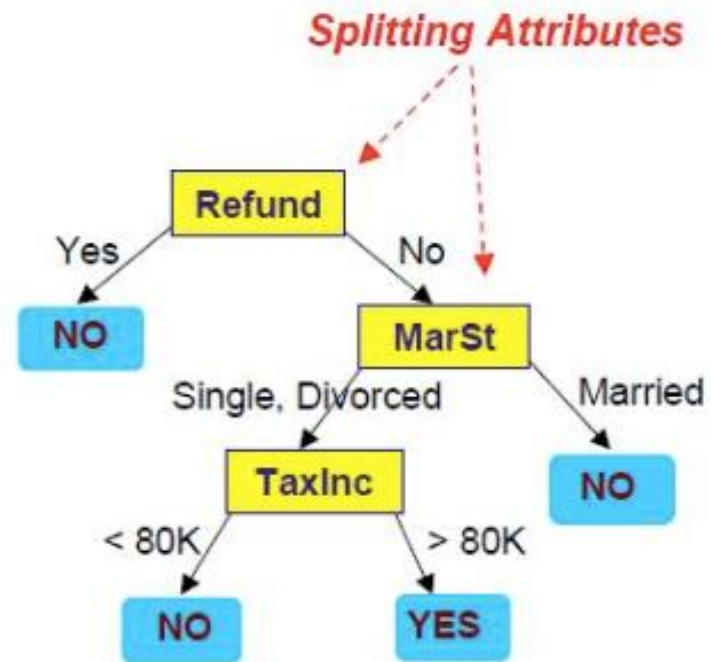 Splitting Attributes
Refund
Yes
No
NO
MarSt
Single, Divorced
Married
TaxInc
NO
< 80K
> 80K
NO
YES